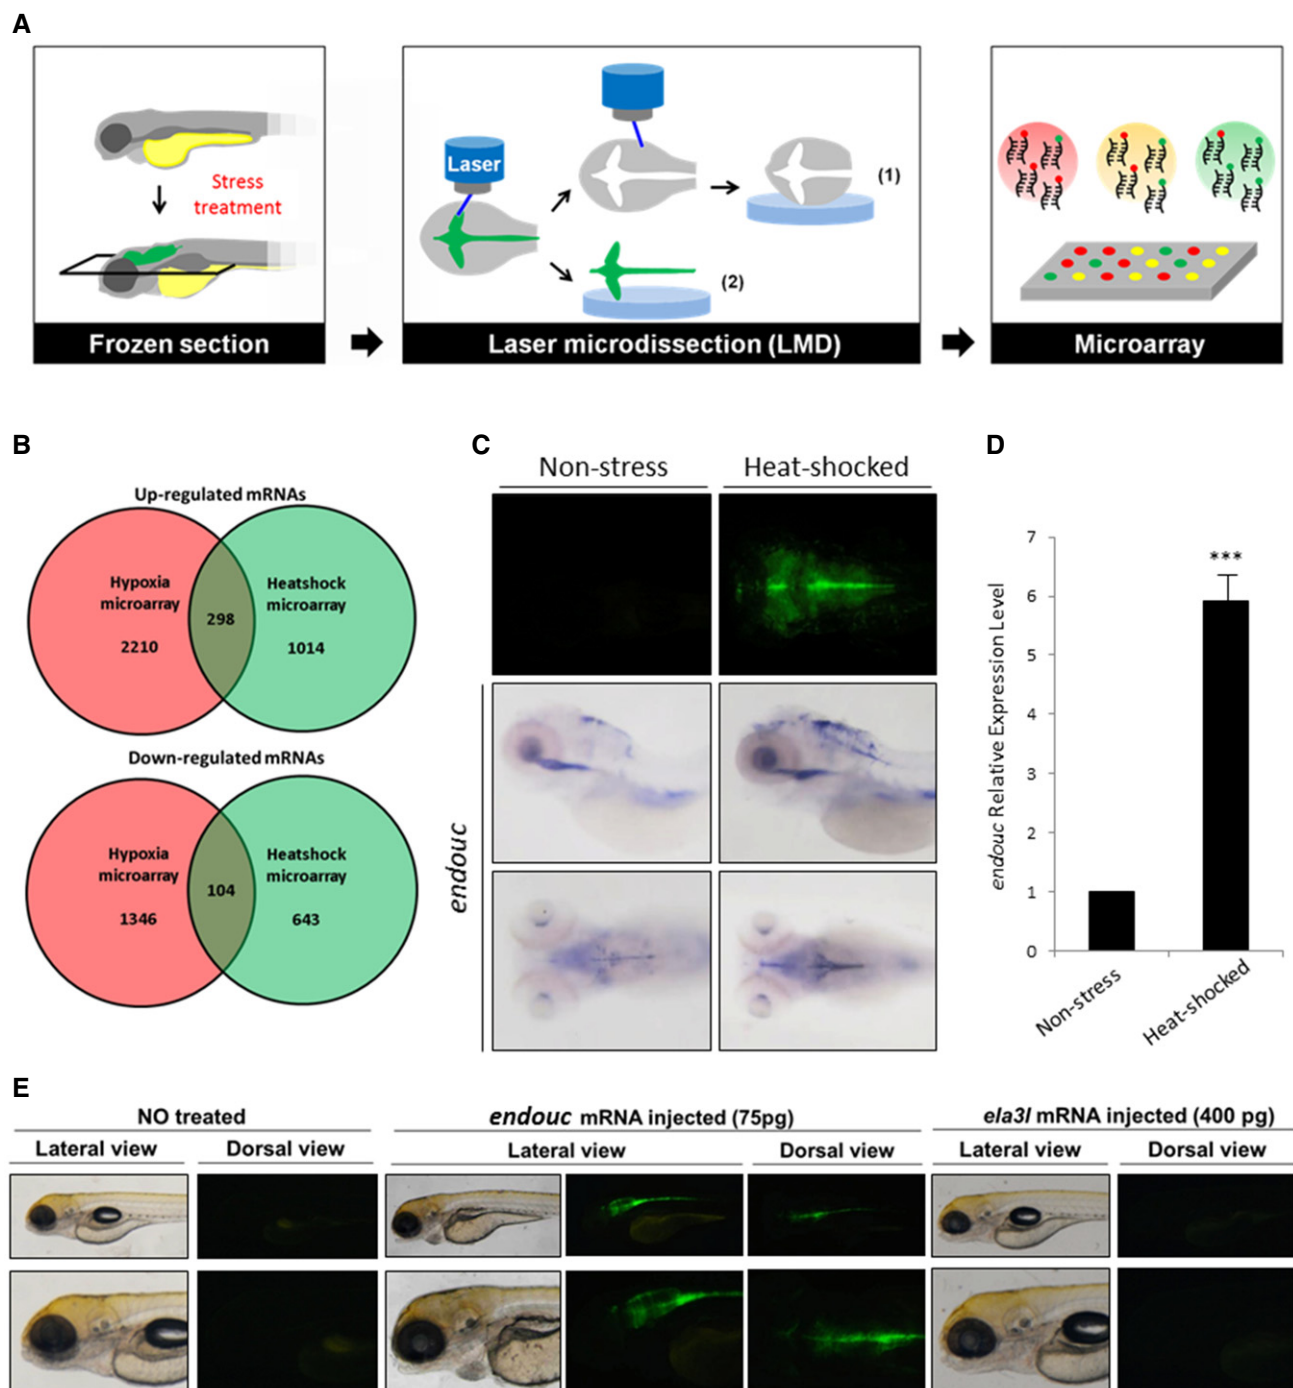 A
Stress
treatment
Frozen section
Laser
(1)
(2)
Laser microdissection (LMD)
Microarray
B
Up-regulated mRNAs
Hypoxia
microarray
2210
298
Heatshock
microarray
1014
Down-regulated mRNAs
Hypoxia
microarray
1346
104
Heatshock
microarray
643
C
Non-stress
Heat-shocked
endouc
D
endouc Relative Expression Level
7
6
5
4
3
2
1
0
***
Non-stress
Heat-shocked
E
NO treated
Lateral view
Dorsal view
endouc mRNA injected (75pg)
Lateral view
Dorsal view
ela3l mRNA injected (400 pg)
Lateral view
Dorsal view